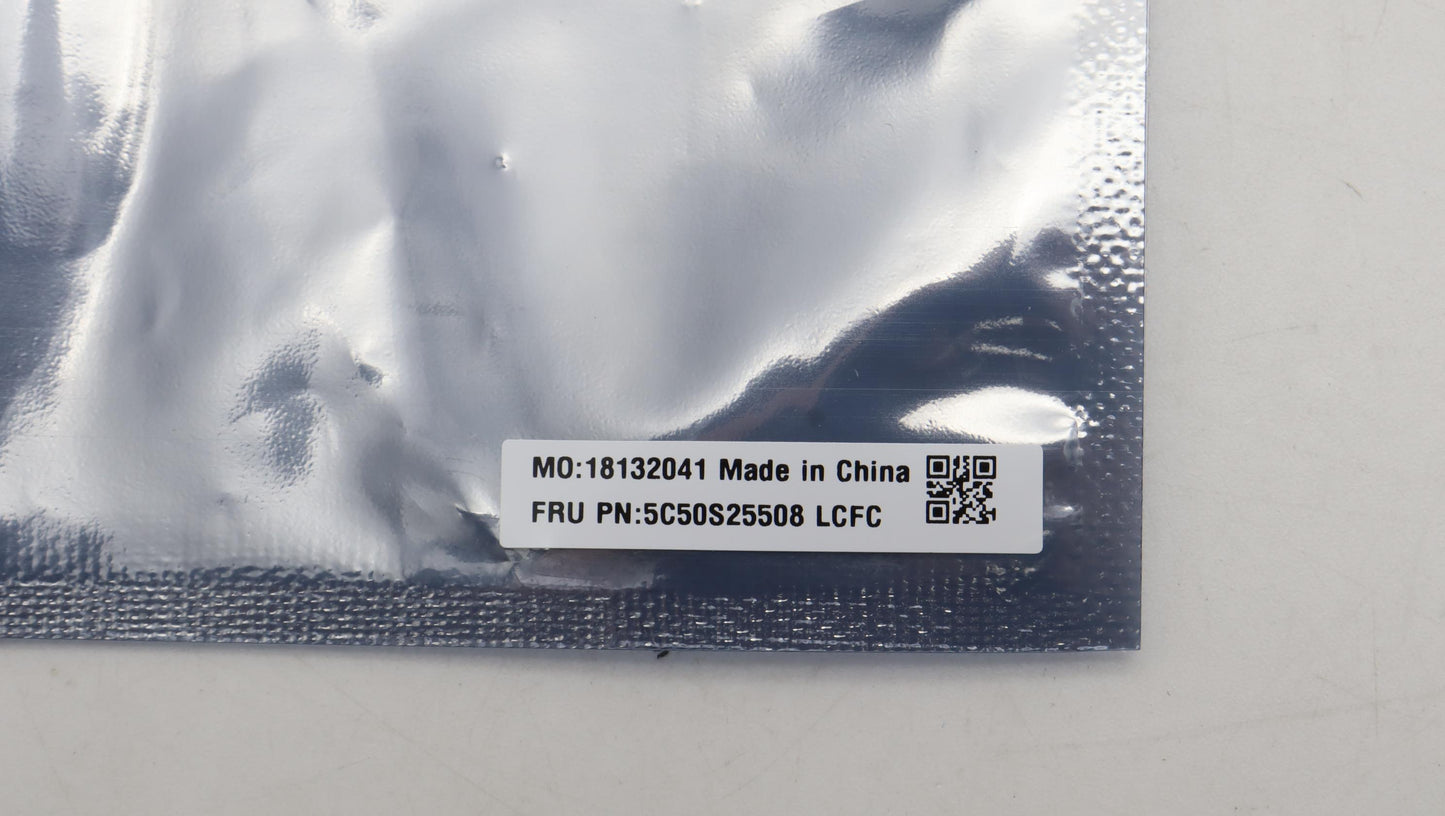 MO:18132041 Made in China
FRU PN:5C50S25508 LCFC